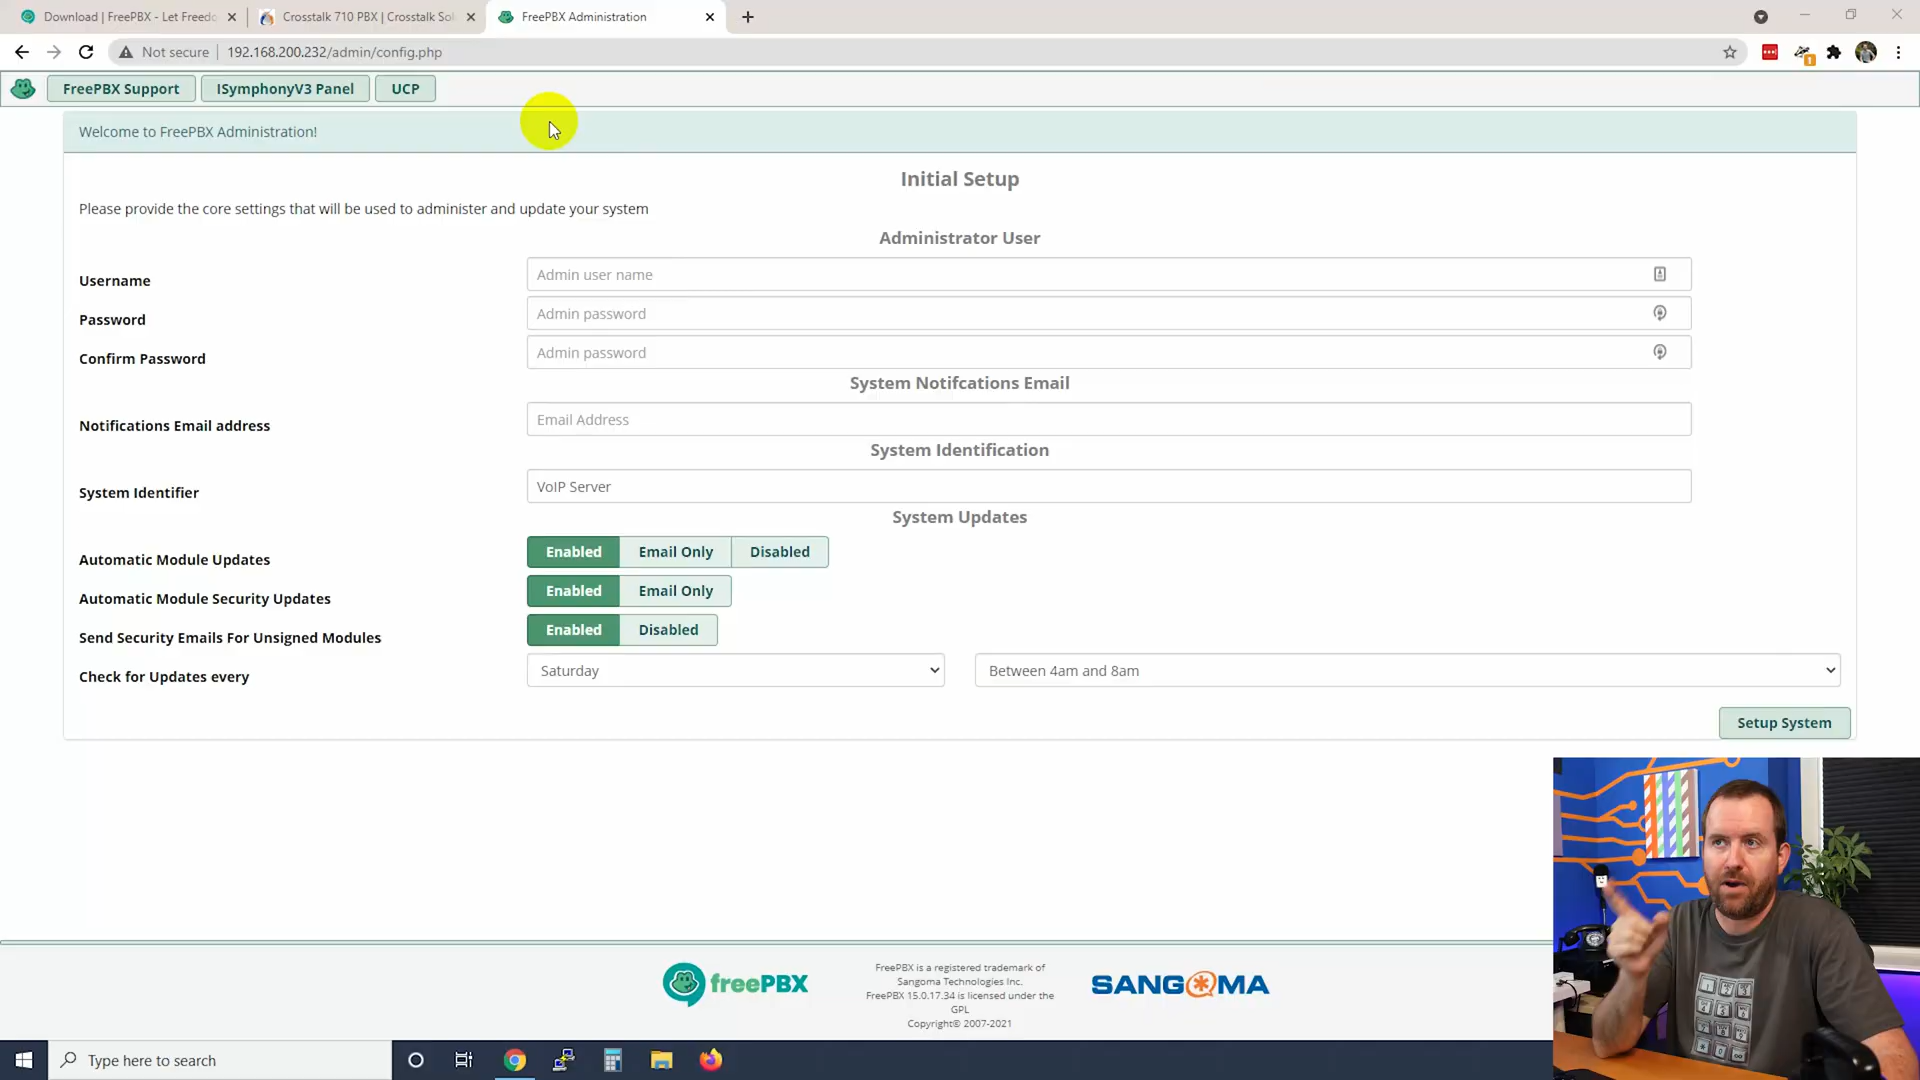 Download | FreePBX - Let Freedo
Crosstalk 710 PBX | Crosstalk Sol
FreePBX Administration
Not secure
192.168.200.232/admin/config.php
1
FreePBX Support
ISymphonyV3 Panel
UCP
Welcome to FreePBX Administration!
Initial Setup
Please provide the core settings that will be used to administer and update your system
Administrator User
Username
Admin user name
Password
Admin password
Confirm Password
Admin password
System Notifcations Email
Notifications Email address
Email Address
System Identification
System Identifier
VoIP Server
System Updates
Automatic Module Updates
Enabled
Email Only
Disabled
Automatic Module Security Updates
Enabled
Email Only
Send Security Emails For Unsigned Modules
Enabled
Disabled
Check for Updates every
Saturday
Between 4am and 8am
Setup System
freePBX
FreePBX is a registered trademark of
Sangoma Technologies Inc.
FreePBX 15.0.17.34 is licensed under the
GPL
Copyright© 2007-2021
SANGOMA
Type here to search